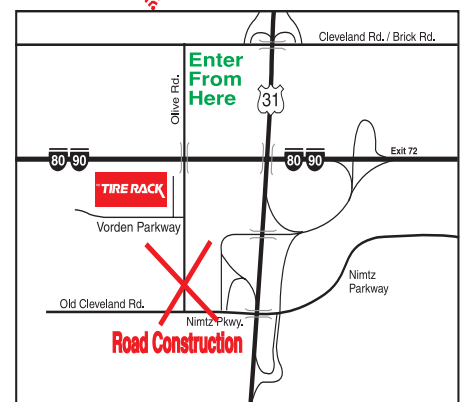 Cleveland Rd. / Brick Rd.
Enter
From
Here
Olive Rd.
31
80 90
80 90
Exit 72
TIRE RACK
Vorden Parkway
Nimtz
Parkway
Old Cleveland Rd.
Nimtz Pkwy.
Road Construction